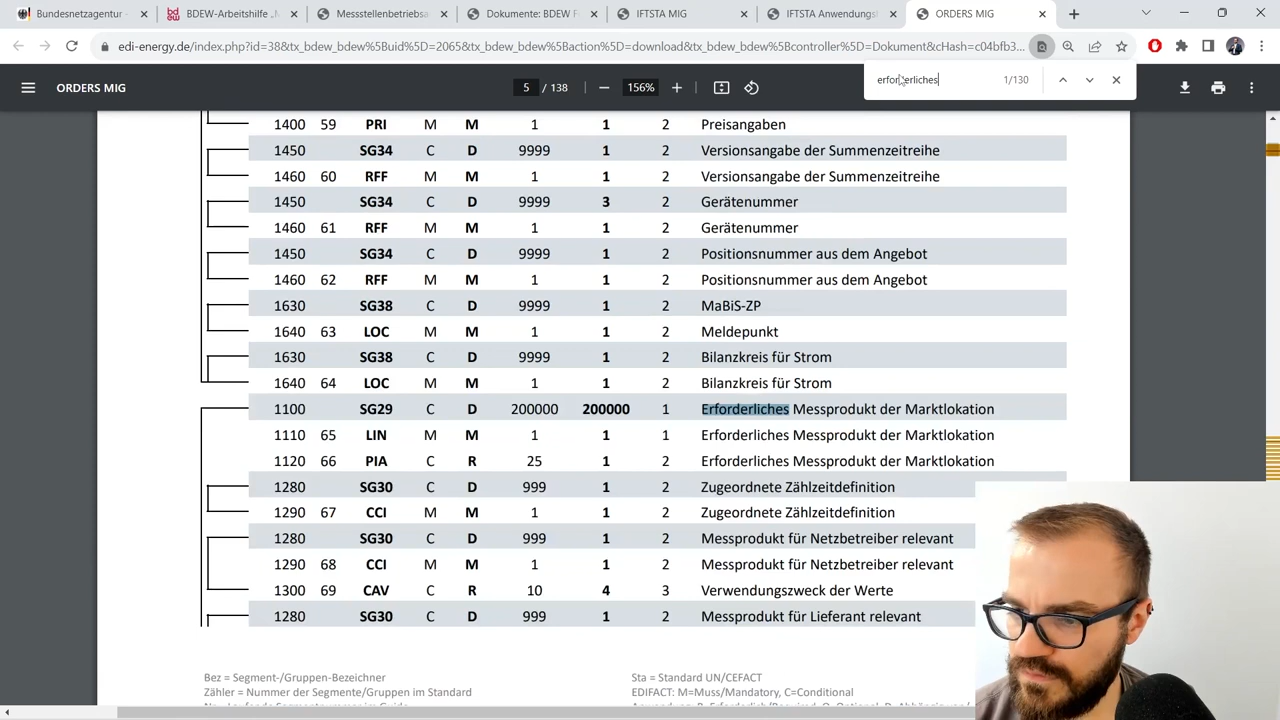 Bundesnetzagentur -
BDEW-Arbeitshilfe „N
Messstellenbetriebsa
Dokumente: BDEW F
IFTSTA MIG
IFTSTA Anwendungs
ORDERS MIG
edi-energy.de/index.php?id=38&tx_bdew_bdew%5Buid%5D=2009&tx_bdew_bdew%5Baction%5D=download&tx_bdew_bdew%5Bcontroller%5D=Dokument&cHash=c04bfb3...
erforderliches 1/130
ORDERS MIG 5 / 138 156%
1400 59 PRI M M 1 1 2 Preisangaben
1450 SG34 C D 9999 1 2 Versionsangabe der Summenzeitreihe
1460 60 RFF M M 1 1 2 Versionsangabe der Summenzeitreihe
1450 SG34 C D 9999 3 2 Gerätenummer
1460 61 RFF M M 1 1 2 Gerätenummer
1450 SG34 C D 9999 1 2 Positionsnummer aus dem Angebot
1460 62 RFF M M 1 1 2 Positionsnummer aus dem Angebot
1630 SG38 C D 9999 1 2 MaBiS-ZP
1640 63 LOC M M 1 1 2 Meldepunkt
1630 SG38 C D 9999 1 2 Bilanzkreis für Strom
1640 64 LOC M M 1 1 2 Bilanzkreis für Strom
1100 SG29 C D 200000 200000 1 Erforderliches Messprodukt der Marktlokation
1110 65 LIN M M 1 1 1 Erforderliches Messprodukt der Marktlokation
1120 66 PIA C R 25 1 2 Erforderliches Messprodukt der Marktlokation
1280 SG30 C D 999 1 2 Zugeordnete Zählzeitdefinition
1290 67 CCI M M 1 1 2 Zugeordnete Zählzeitdefinition
1280 SG30 C D 999 1 2 Messprodukt für Netzbetreiber relevant
1290 68 CCI M M 1 1 2 Messprodukt für Netzbetreiber relevant
1300 69 CAV C R 10 4 3 Verwendungszweck der Werte
1280 SG30 C D 999 1 2 Messprodukt für Lieferant relevant
Bez = Segment-/Gruppen-Bezeichner Sta = Standard UN/CEFACT
Zähler = Nummer der Segmente/Gruppen im Standard EDIFACT: M=Muss/Mandatory, C=Conditional